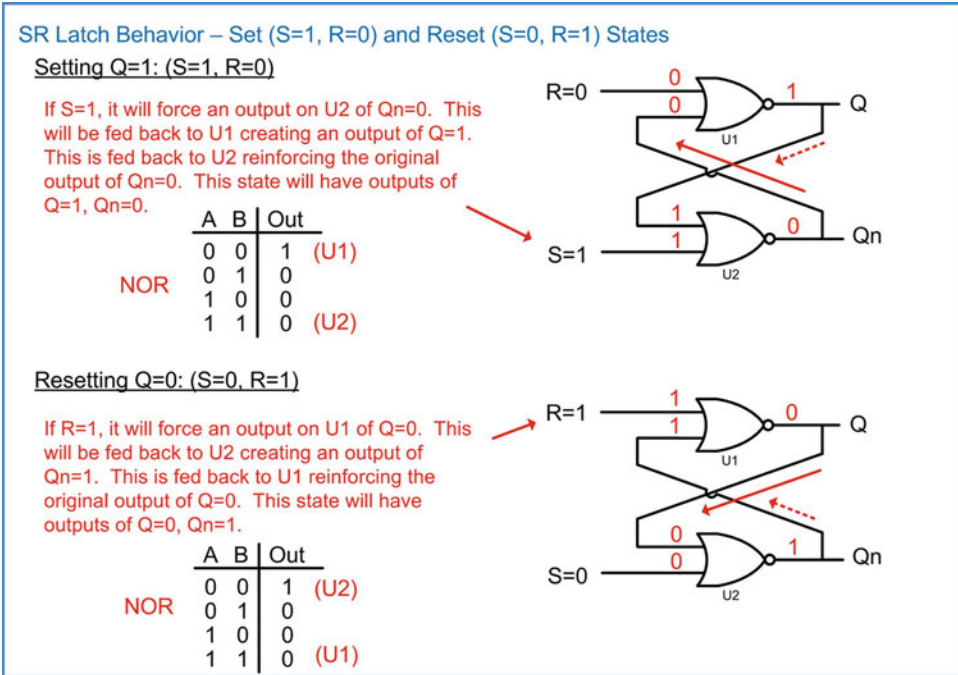 SR Latch Behavior – Set (S=1, R=0) and Reset (S=0, R=1) States
Setting Q=1: (S=1, R=0)
If S=1, it will force an output on U2 of Qn=0. This
will be fed back to U1 creating an output of Q=1.
This is fed back to U2 reinforcing the original
output of Qn=0. This state will have outputs of
Q=1, Qn=0.
A B Out
0 0 1 (U1)
0 1 0
NOR
1 0 0
1 1 0 (U2)
R=0 0 1 Q
0
U1
1 0 Qn
S=1 1
U2
Resetting Q=0: (S=0, R=1)
If R=1, it will force an output on U1 of Q=0. This
will be fed back to U2 creating an output of
Qn=1. This is fed back to U1 reinforcing the
original output of Q=0. This state will have
outputs of Q=0, Qn=1.
A B Out
0 0 1 (U2)
NOR 0 1 0
1 0 0
1 1 0 (U1)
R=1 1 0 Q
1
U1
0 1 Qn
S=0 0
U2